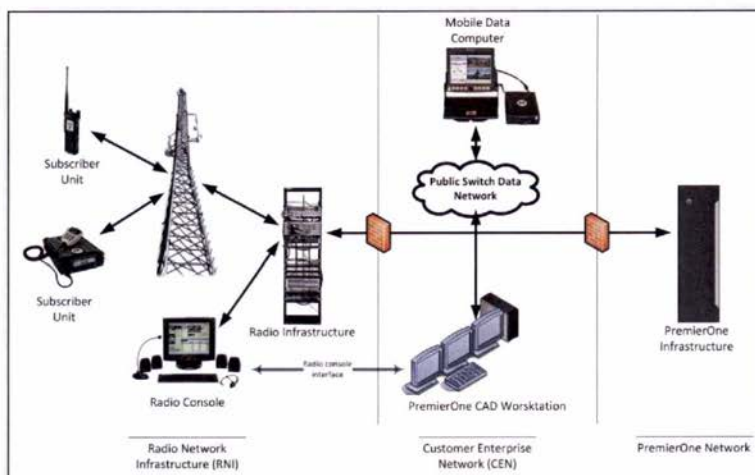 Mobile Data
Computer
Subscriber
Unit
Public Switch Data
Network
Subscriber
Unit
Radio Infrastructure
PremierOne
Infrastructure
Radio console
interface
Radio Console
PremierOne CAD Worsktation
Radio Network
Infrastructure (RNI)
Customer Enterprise
Network (CEN)
PremierOne Network